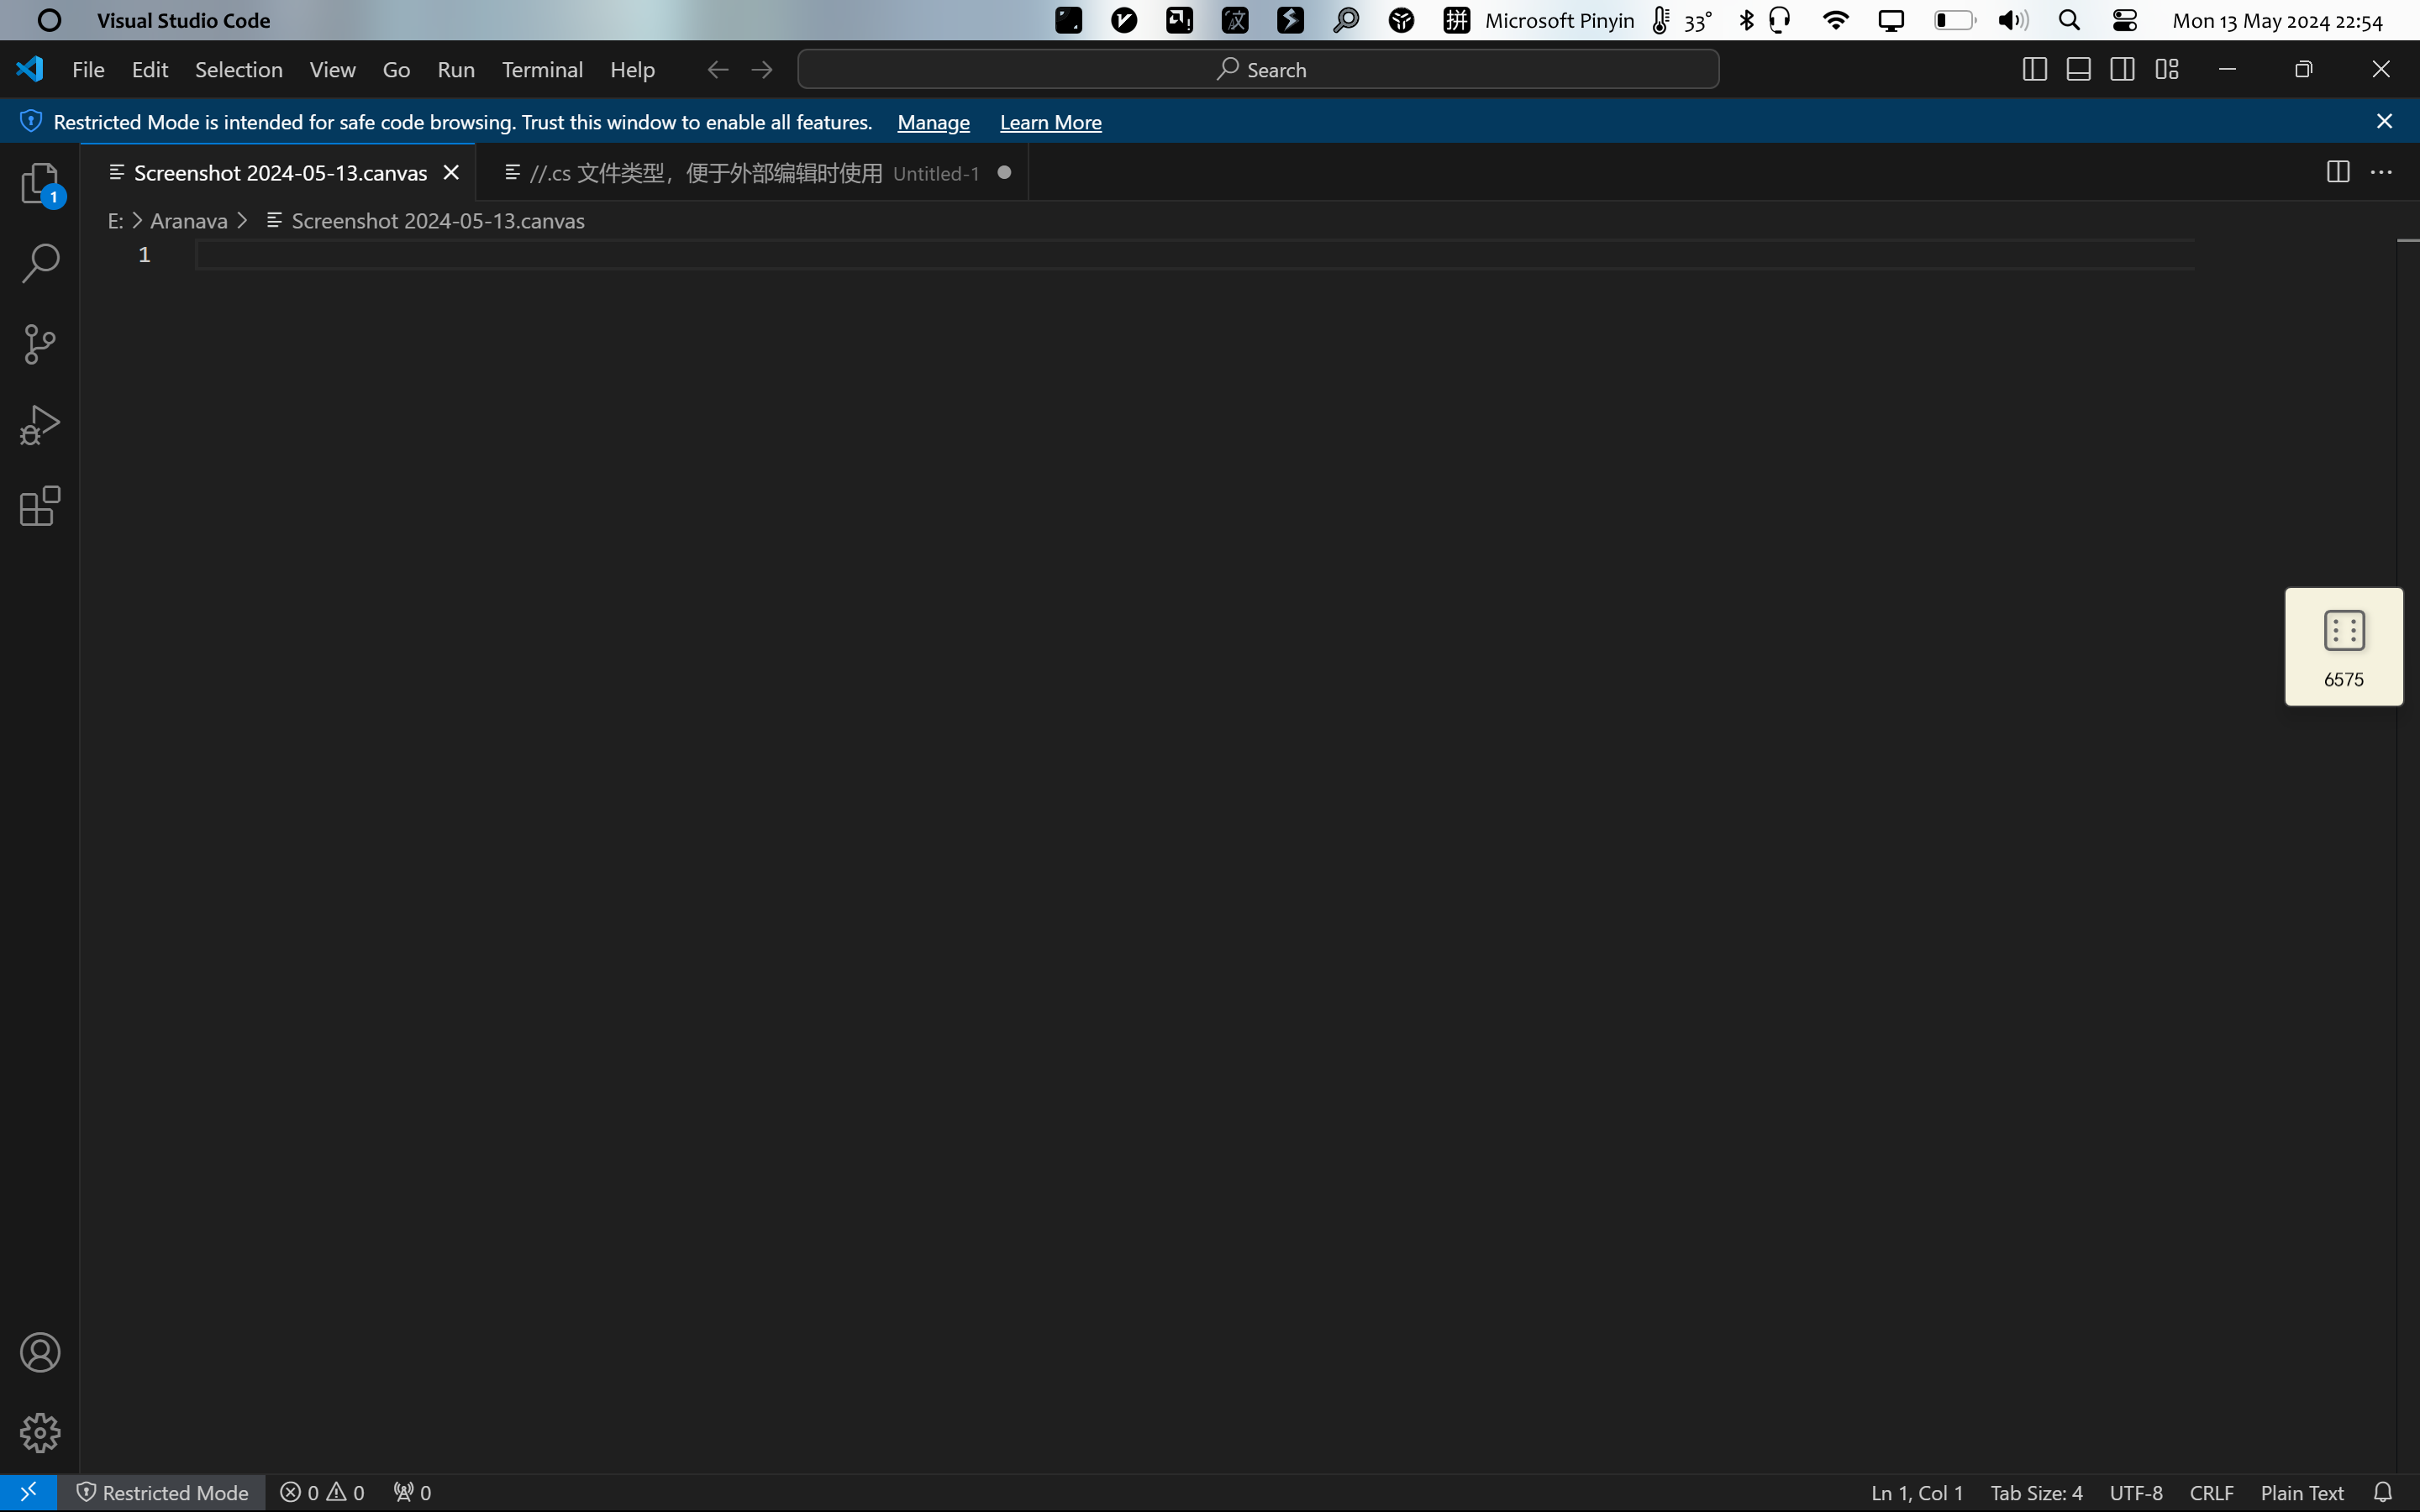 Visual Studio Code
拼 Microsoft Pinyin 33° Mon 13 May 2024 22:54
File Edit Selection View Go Run Terminal Help Search
Restricted Mode is intended for safe code browsing. Trust this window to enable all features. Manage Learn More
1
Screenshot 2024-05-13.canvas //.cs 文件类型，便于外部编辑时使用 Untitled-1
E: > Aranava > Screenshot 2024-05-13.canvas
1
6575
Restricted Mode 0 0 0 Ln 1, Col 1 Tab Size: 4 UTF-8 CRLF Plain Text